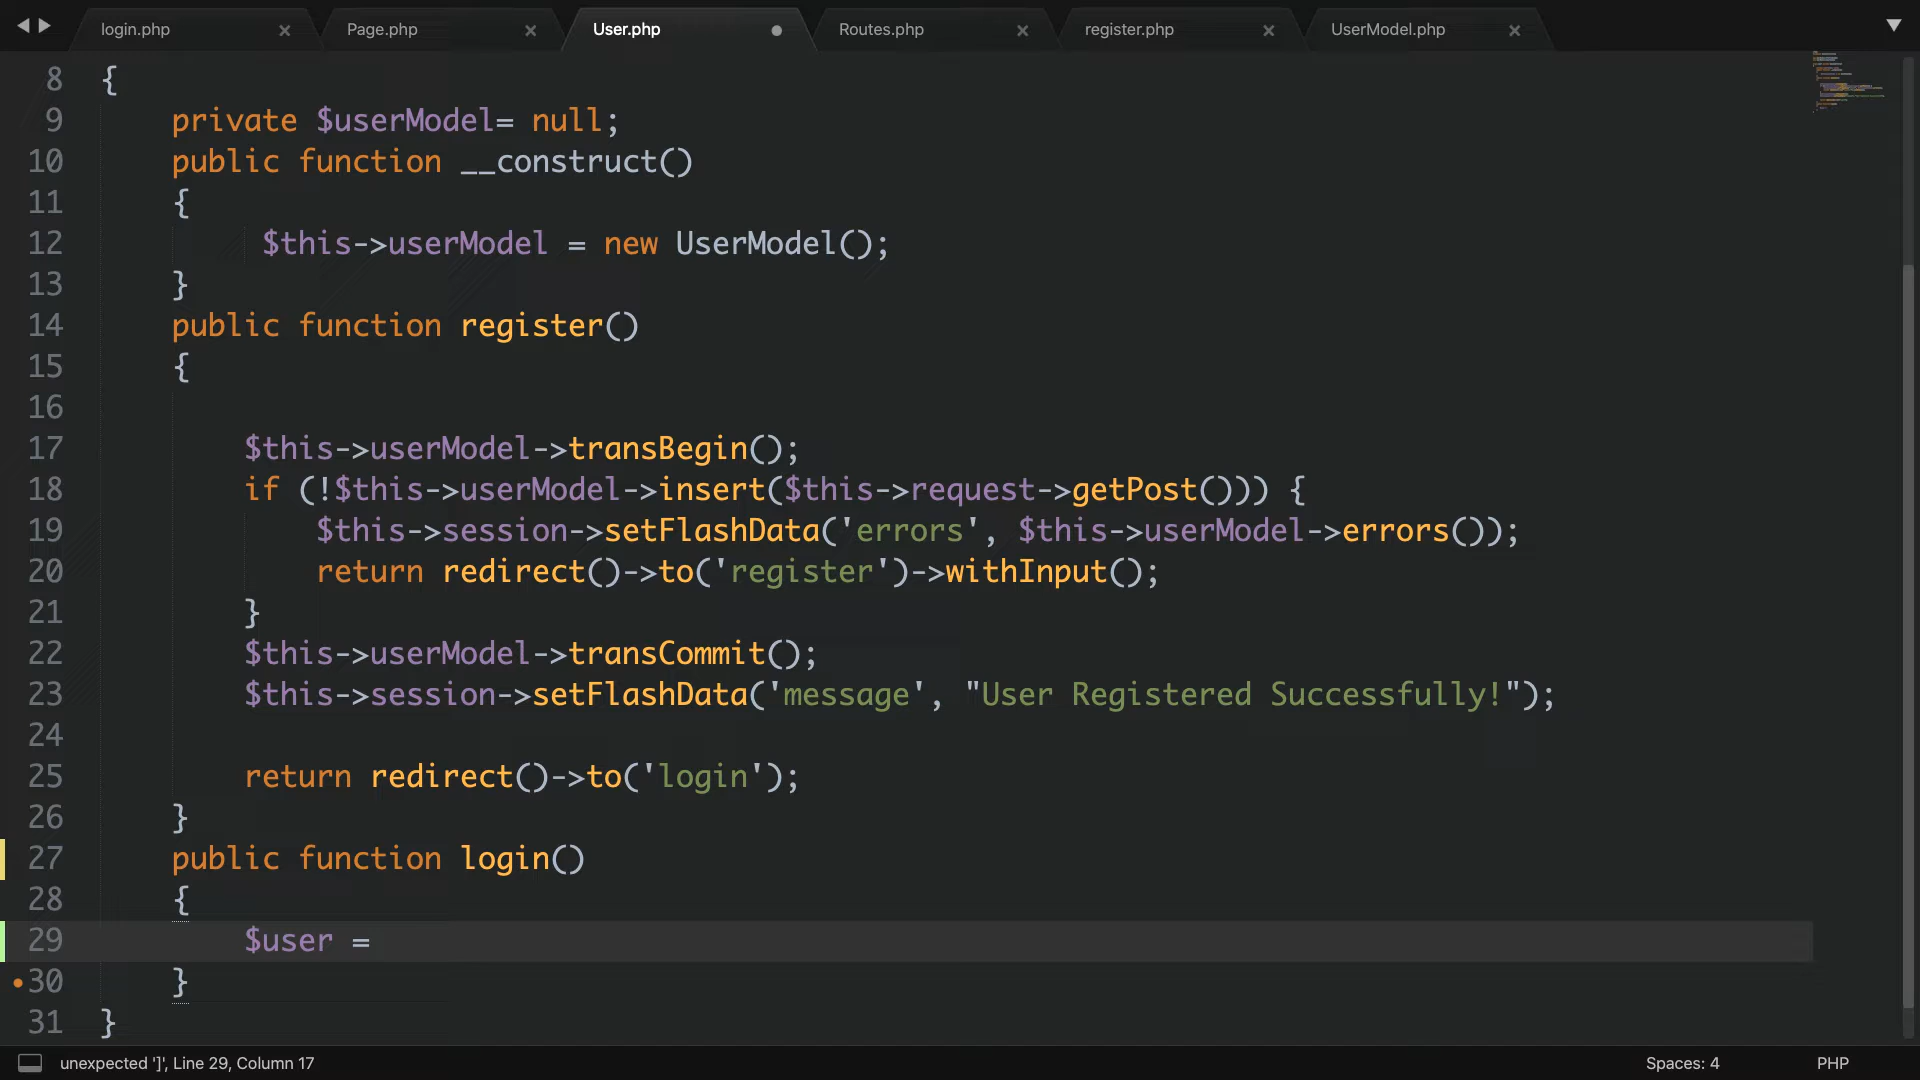 login.php Page.php User.php Routes.php register.php UserModel.php
8 {
9 private $userModel= null;
10 public function __construct()
11 {
12 $this->userModel = new UserModel();
13 }
14 public function register()
15 {
16
17 $this->userModel->transBegin();
18 if (!$this->userModel->insert($this->request->getPost())) {
19 $this->session->setFlashData('errors', $this->userModel->errors());
20 return redirect()->to('register')->withInput();
21 }
22 $this->userModel->transCommit();
23 $this->session->setFlashData('message', "User Registered Successfully!");
24
25 return redirect()->to('login');
26 }
27 public function login()
28 {
29 $user =
30 }
31 }
unexpected ']', Line 29, Column 17 Spaces: 4 PHP